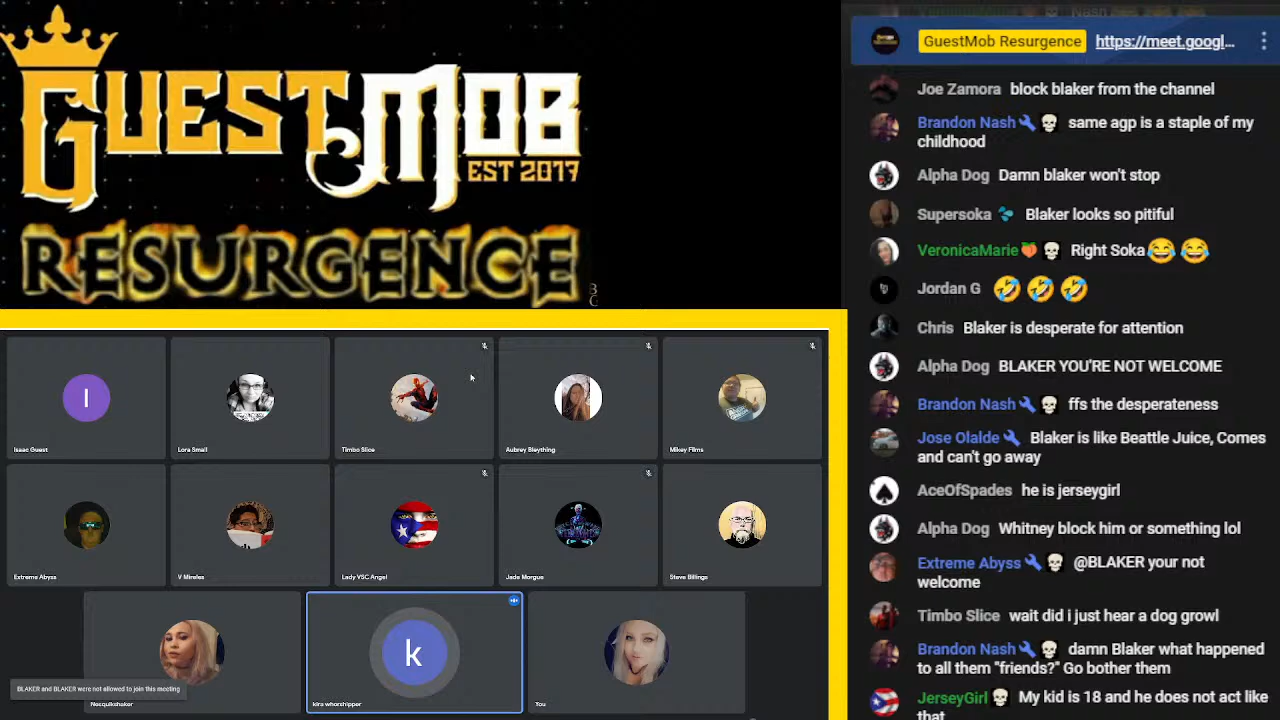 GUESTMOB
EST 2017
RESURGENCE
Isaac Guest
Lora Small
Timbo Slice
Aubrey Bleything
Mikey Films
Extreme Abyss
V Mireles
Lady VSC Angel
Jade Morgue
Steve Billings
BLAKER and BLAKER were not allowed to join this meeting
Nesquikshaker
k
kira whorshipper
You
I
GuestMob Resurgence https://meet.googl...
Joe Zamora block blaker from the channel
Brandon Nash same agp is a staple of my
childhood
Alpha Dog Damn blaker won't stop
Supersoka Blaker looks so pitiful
VeronicaMarie Right Soka
Jordan G
Chris Blaker is desperate for attention
Alpha Dog BLAKER YOU'RE NOT WELCOME
Brandon Nash ffs the desperateness
Jose Olalde Blaker is like Beattle Juice, Comes
and can't go away
AceOfSpades he is jerseygirl
Alpha Dog Whitney block him or something lol
Extreme Abyss @BLAKER your not
welcome
Timbo Slice wait did i just hear a dog growl
Brandon Nash damn Blaker what happened
to all them "friends?" Go bother them
JerseyGirl My kid is 18 and he does not act like
that